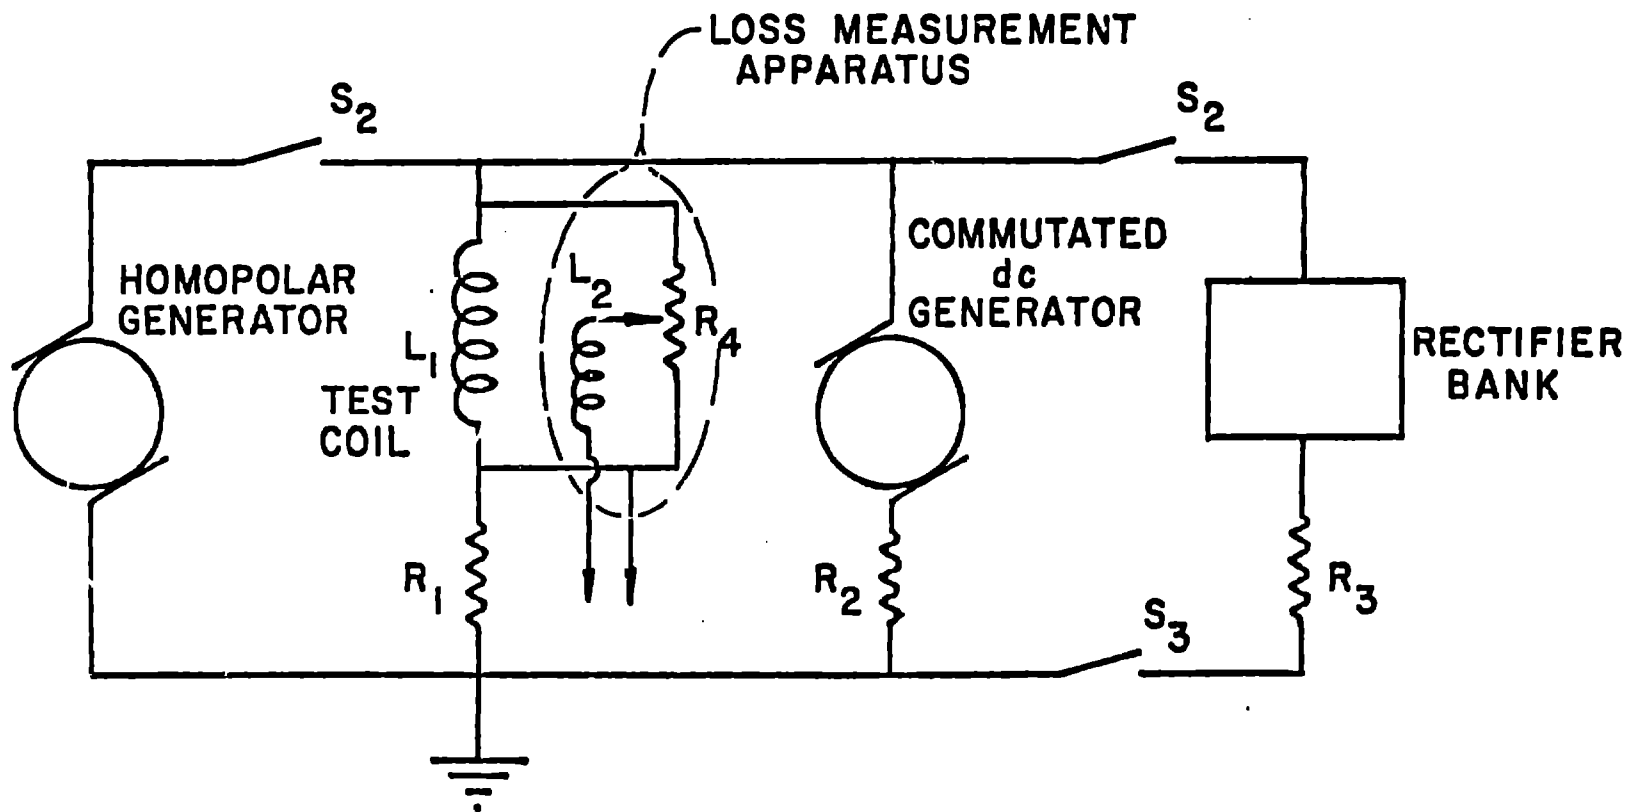 LOSS MEASUREMENT
APPARATUS
S2
S2
HOMOPOLAR
GENERATOR
L1
TEST
COIL
L2
R4
COMMUTATED
dc
GENERATOR
RECTIFIER
BANK
R1
R2
R3
S3